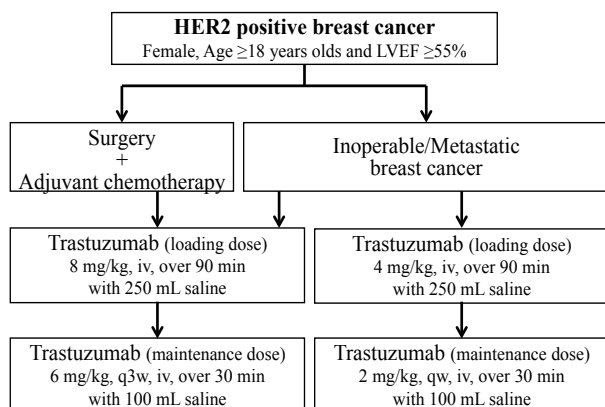 HER2 positive breast cancer
Female, Age ≥18 years olds and LVEF ≥55%
Surgery
+
Adjuvant chemotherapy
Inoperable/Metastatic
breast cancer
Trastuzumab (loading dose)
8 mg/kg, iv, over 90 min
with 250 mL saline
Trastuzumab (loading dose)
4 mg/kg, iv, over 90 min
with 250 mL saline
Trastuzumab (maintenance dose)
6 mg/kg, q3w, iv, over 30 min
with 100 mL saline
Trastuzumab (maintenance dose)
2 mg/kg, qw, iv, over 30 min
with 100 mL saline